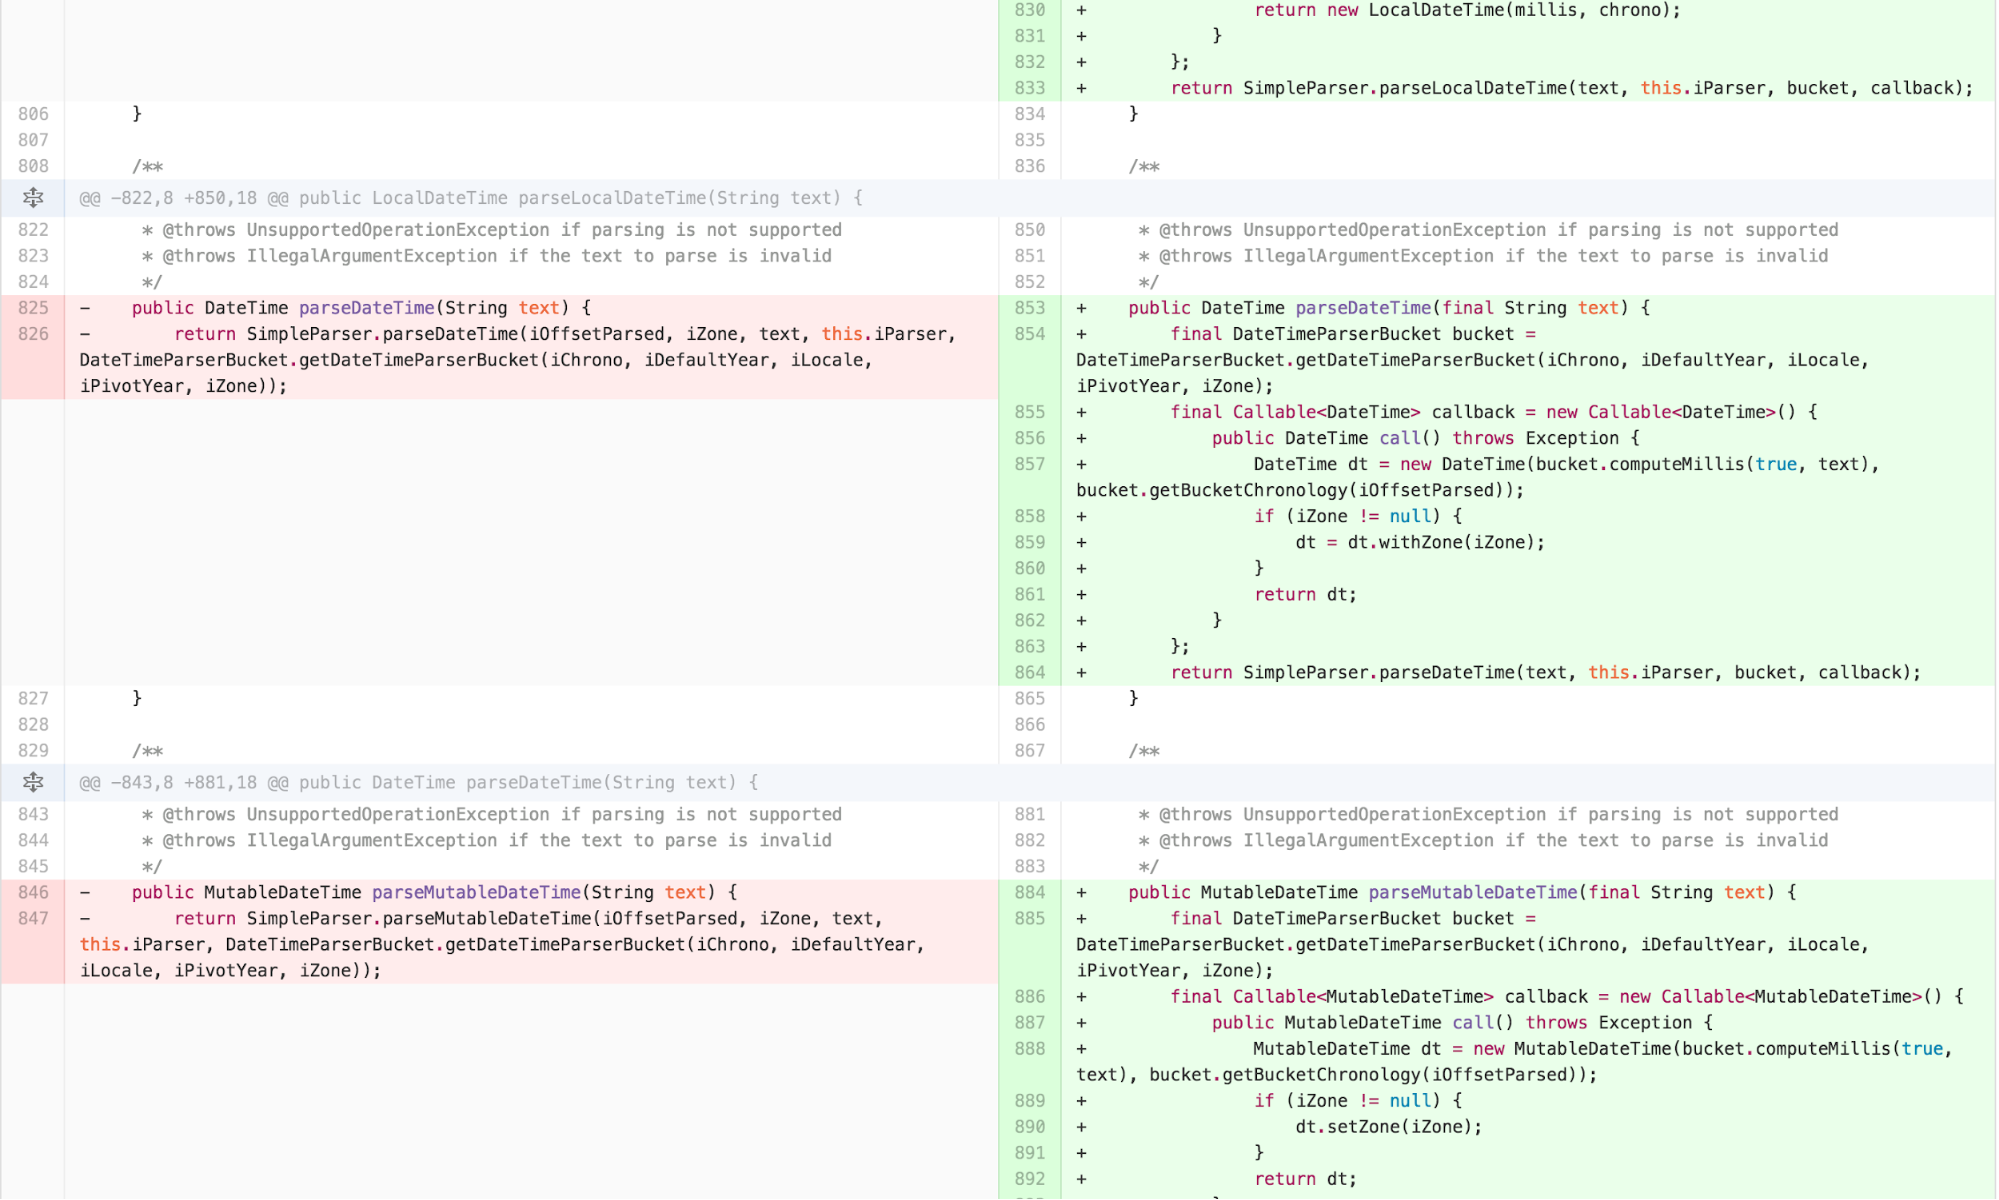 830 + return new LocalDateTime(millis, chrono);
831 + }
832 + };
833 + return SimpleParser.parseLocalDateTime(text, this.iParser, bucket, callback);
806 } 834 }
807 835
808 /** 836 /**
@@ -822,8 +850,18 @@ public LocalDateTime parseLocalDateTime(String text) {
822 * @throws UnsupportedOperationException if parsing is not supported 850 * @throws UnsupportedOperationException if parsing is not supported
823 * @throws IllegalArgumentException if the text to parse is invalid 851 * @throws IllegalArgumentException if the text to parse is invalid
824 */ 852 */
825 - public DateTime parseDateTime(String text) {
826 - return SimpleParser.parseDateTime(iOffsetParsed, iZone, text, this.iParser,
DateTimeParserBucket.getDateTimeParserBucket(iChrono, iDefaultYear, iLocale,
iPivotYear, iZone));
853 + public DateTime parseDateTime(final String text) {
854 + final DateTimeParserBucket bucket =
DateTimeParserBucket.getDateTimeParserBucket(iChrono, iDefaultYear, iLocale,
iPivotYear, iZone);
855 + final Callable<DateTime> callback = new Callable<DateTime>() {
856 + public DateTime call() throws Exception {
857 + DateTime dt = new DateTime(bucket.computeMillis(true, text),
bucket.getBucketChronology(iOffsetParsed));
858 + if (iZone != null) {
859 + dt = dt.withZone(iZone);
860 + }
861 + return dt;
862 + }
863 + };
864 + return SimpleParser.parseDateTime(text, this.iParser, bucket, callback);
827 } 865 }
828 866
829 /** 867 /**
@@ -843,8 +881,18 @@ public DateTime parseDateTime(String text) {
843 * @throws UnsupportedOperationException if parsing is not supported 881 * @throws UnsupportedOperationException if parsing is not supported
844 * @throws IllegalArgumentException if the text to parse is invalid 882 * @throws IllegalArgumentException if the text to parse is invalid
845 */ 883 */
846 - public MutableDateTime parseMutableDateTime(String text) {
847 - return SimpleParser.parseMutableDateTime(iOffsetParsed, iZone, text,
this.iParser, DateTimeParserBucket.getDateTimeParserBucket(iChrono, iDefaultYear,
iLocale, iPivotYear, iZone));
884 + public MutableDateTime parseMutableDateTime(final String text) {
885 + final DateTimeParserBucket bucket =
DateTimeParserBucket.getDateTimeParserBucket(iChrono, iDefaultYear, iLocale,
iPivotYear, iZone);
886 + final Callable<MutableDateTime> callback = new Callable<MutableDateTime>() {
887 + public MutableDateTime call() throws Exception {
888 + MutableDateTime dt = new MutableDateTime(bucket.computeMillis(true,
text), bucket.getBucketChronology(iOffsetParsed));
889 + if (iZone != null) {
890 + dt.setZone(iZone);
891 + }
892 + return dt;